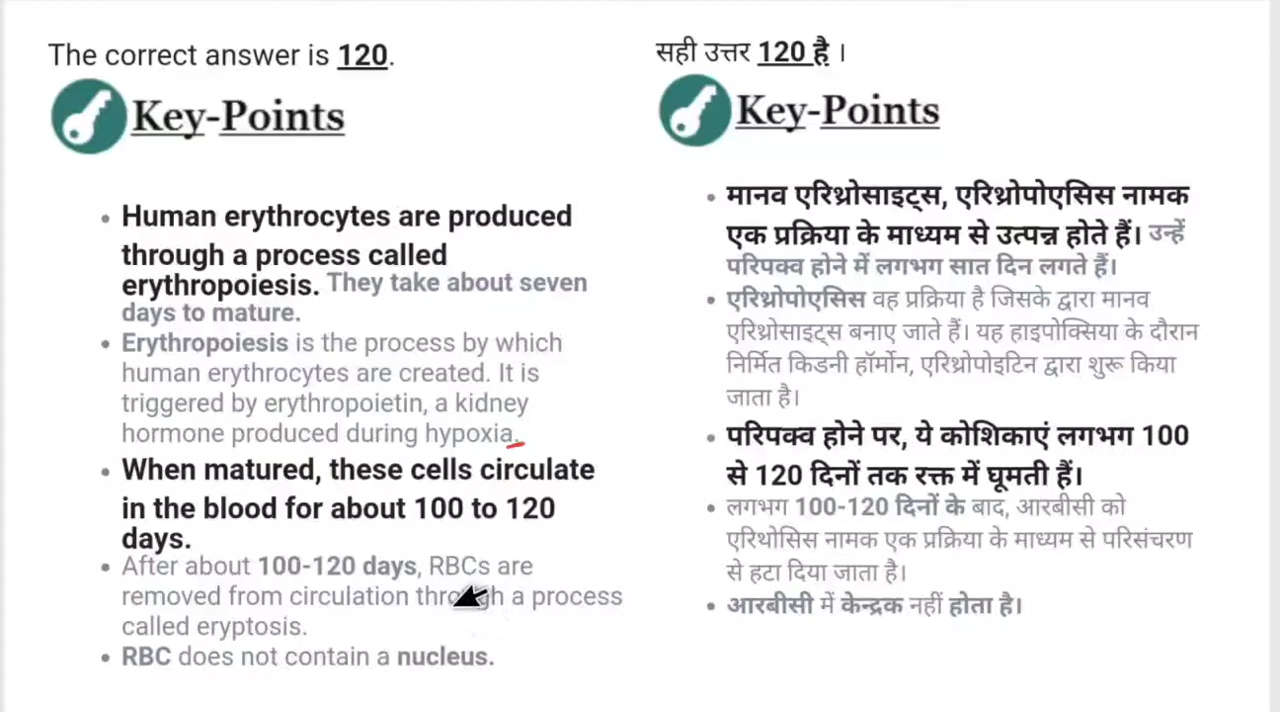 The correct answer is 120.
Key-Points
Human erythrocytes are produced
through a process called
erythropoiesis. They take about seven
days to mature.
Erythropoiesis is the process by which
human erythrocytes are created. It is
triggered by erythropoietin, a kidney
hormone produced during hypoxia.
When matured, these cells circulate
in the blood for about 100 to 120
days.
After about 100-120 days, RBCs are
removed from circulation through a process
called eryptosis.
RBC does not contain a nucleus.
सही उत्तर 120 है ।
Key-Points
मानव एरिथ्रोसाइट्स, एरिथ्रोपोएसिस नामक
एक प्रक्रिया के माध्यम से उत्पन्न होते हैं। उन्हें
परिपक्व होने में लगभग सात दिन लगते हैं।
एरिथ्रोपोएसिस वह प्रक्रिया है जिसके द्वारा मानव
एरिथ्रोसाइट्स बनाए जाते हैं। यह हाइपोक्सिया के दौरान
निर्मित किडनी हॉर्मोन, एरिथ्रोपोइटिन द्वारा शुरू किया
जाता है।
परिपक्व होने पर, ये कोशिकाएं लगभग 100
से 120 दिनों तक रक्त में घूमती हैं।
लगभग 100-120 दिनों के बाद, आरबीसी को
एरिथोसिस नामक एक प्रक्रिया के माध्यम से परिसंचरण
से हटा दिया जाता है।
आरबीसी में केन्द्रक नहीं होता है।